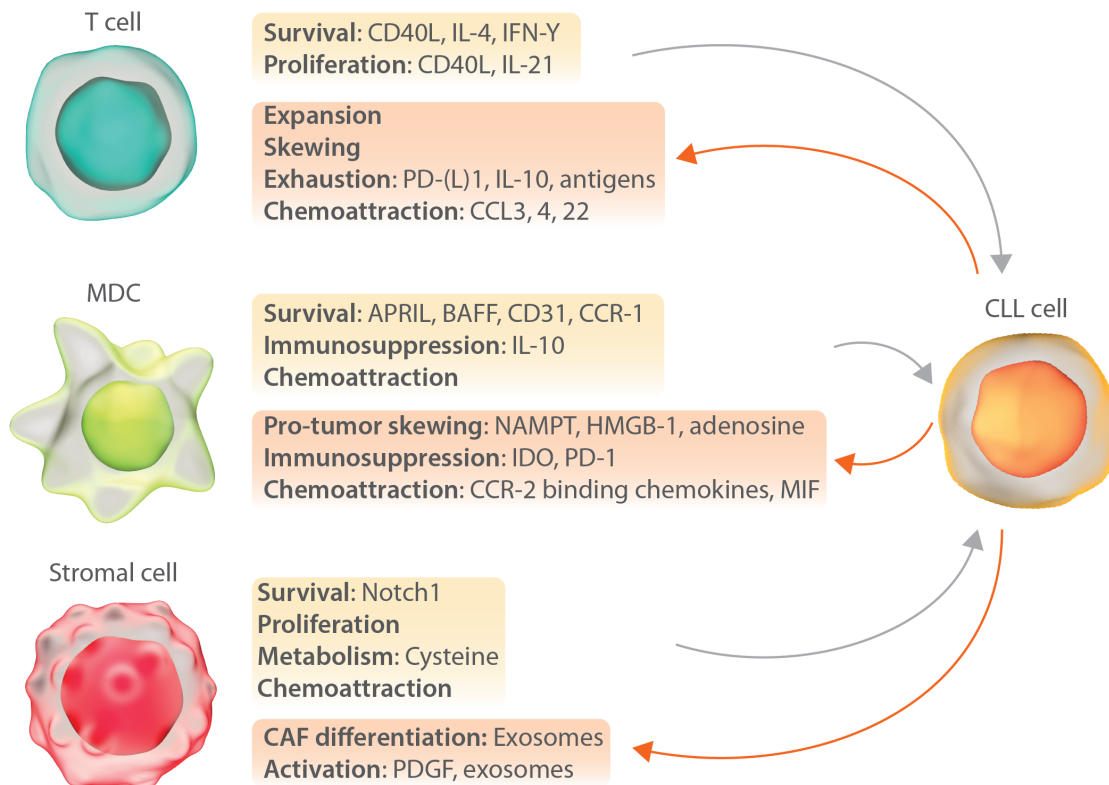 T cell
Survival: CD40L, IL-4, IFN-Y
Proliferation: CD40L, IL-21
Expansion
Skewing
Exhaustion: PD-(L)1, IL-10, antigens
Chemoattraction: CCL3, 4, 22
MDC
Survival: APRIL, BAFF, CD31, CCR-1
Immunosuppression: IL-10
Chemoattraction
CLL cell
Pro-tumor skewing: NAMPT, HMGB-1, adenosine
Immunosuppression: IDO, PD-1
Chemoattraction: CCR-2 binding chemokines, MIF
Stromal cell
Survival: Notch1
Proliferation
Metabolism: Cysteine
Chemoattraction
CAF differentiation: Exosomes
Activation: PDGF, exosomes